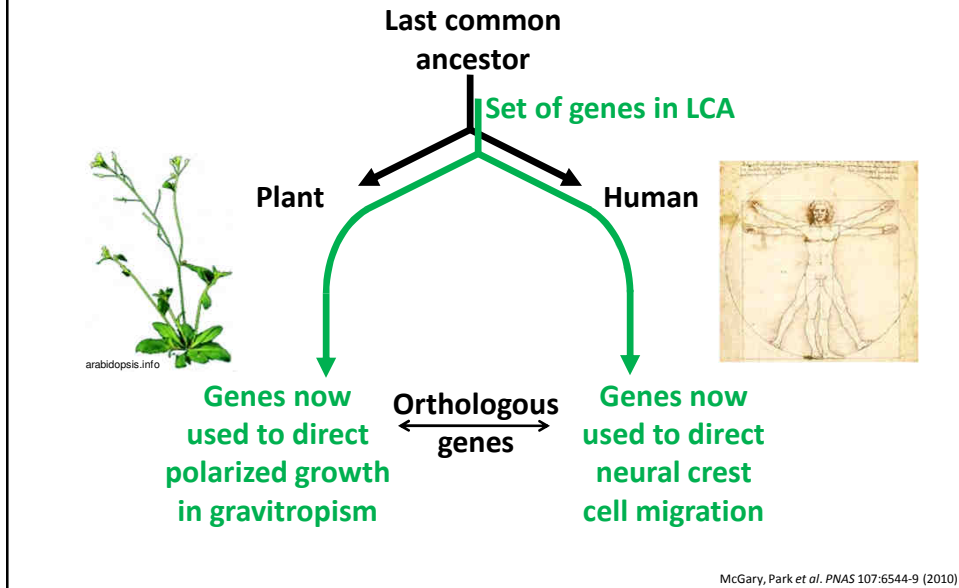 Last common
ancestor
Set of genes in LCA
Plant
Human
arabidopsis.info
Genes now
used to direct
polarized growth
in gravitropism
Orthologous
genes
Genes now
used to direct
neural crest
cell migration
McGary, Park et al. PNAS 107:6544-9 (2010)